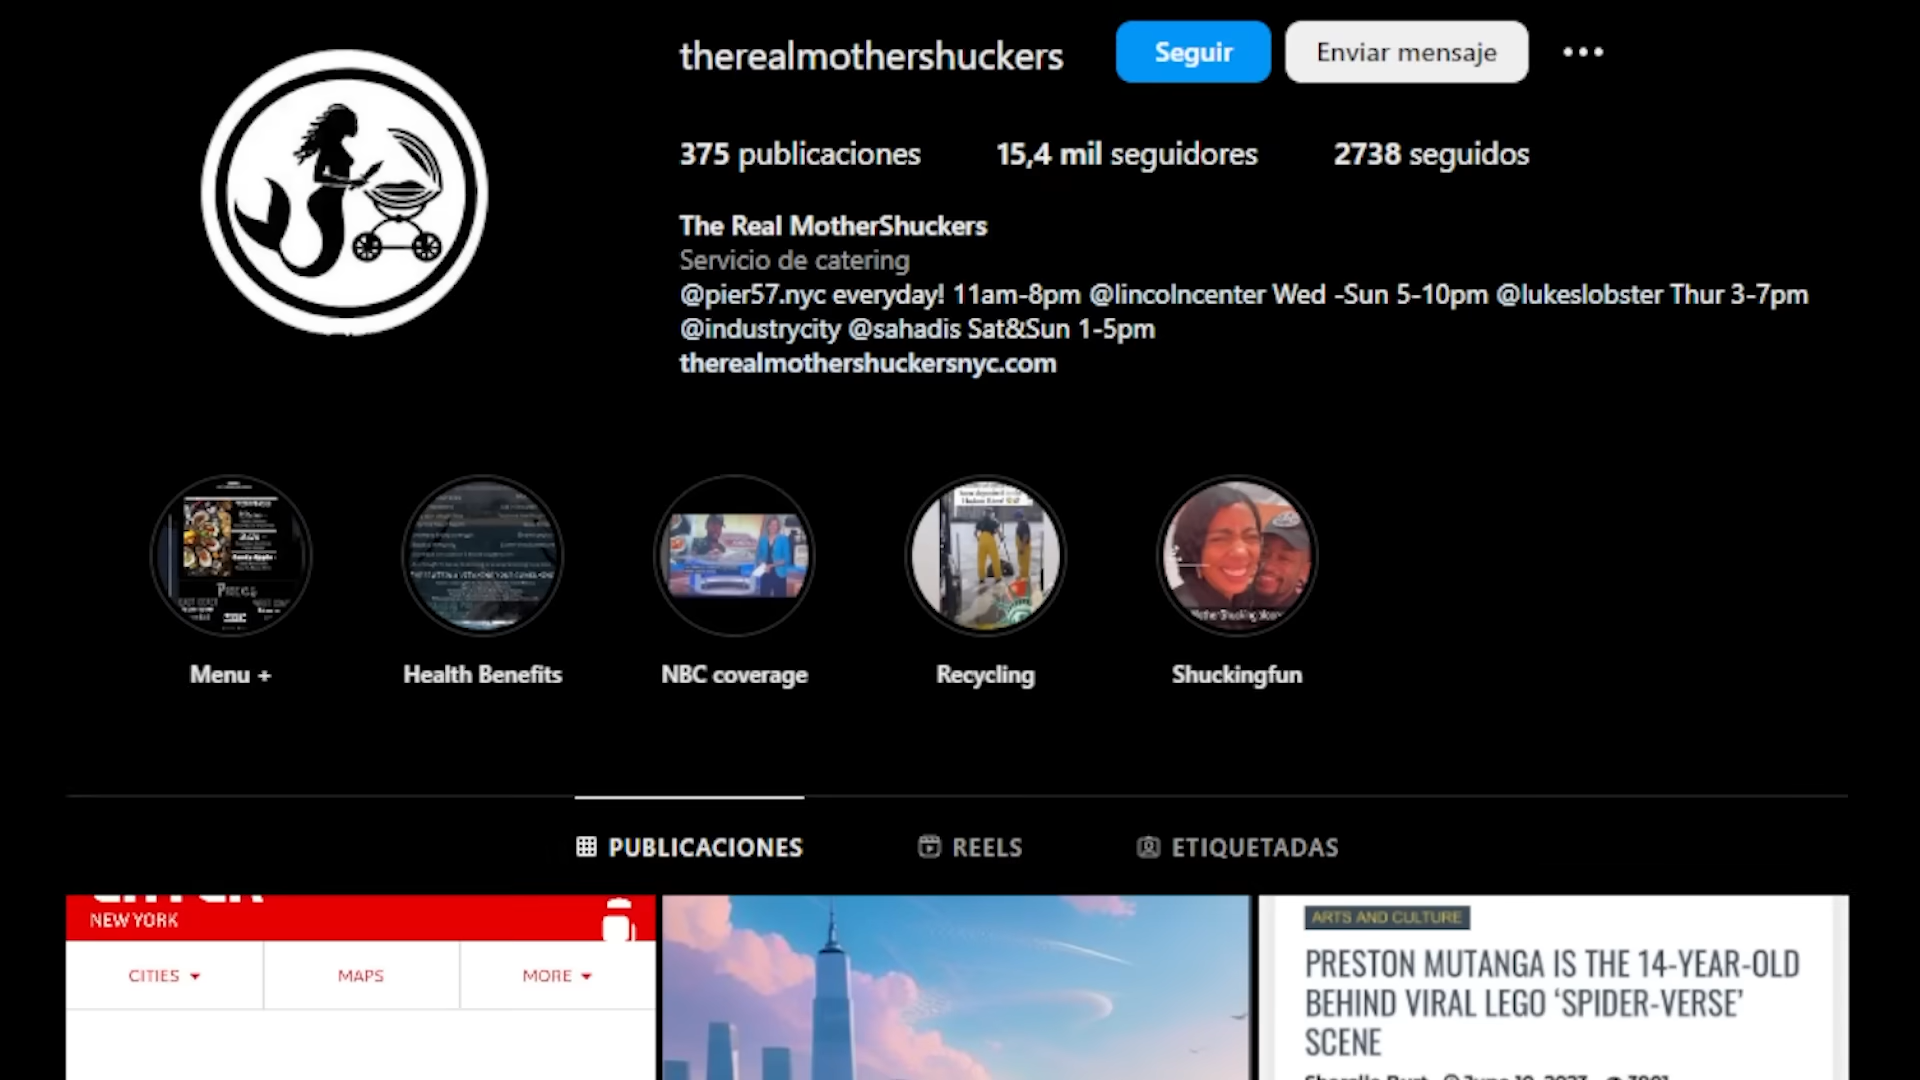 therealmothershuckers Seguir Enviar mensaje
375 publicaciones 15,4 mil seguidores 2738 seguidos
The Real MotherShuckers
Servicio de catering
@pier57.nyc everyday! 11am-8pm @lincolncenter Wed -Sun 5-10pm @lukeslobster Thur 3-7pm
@industrycity @sahadis Sat&Sun 1-5pm
therealmothershuckersnyc.com
Menu + Health Benefits NBC coverage Recycling Shuckingfun
PUBLICACIONES REELS ETIQUETADAS
NEW YORK
CITIES MAPS MORE
ARTS AND CULTURE
PRESTON MUTANGA IS THE 14-YEAR-OLD
BEHIND VIRAL LEGO ‘SPIDER-VERSE’
SCENE